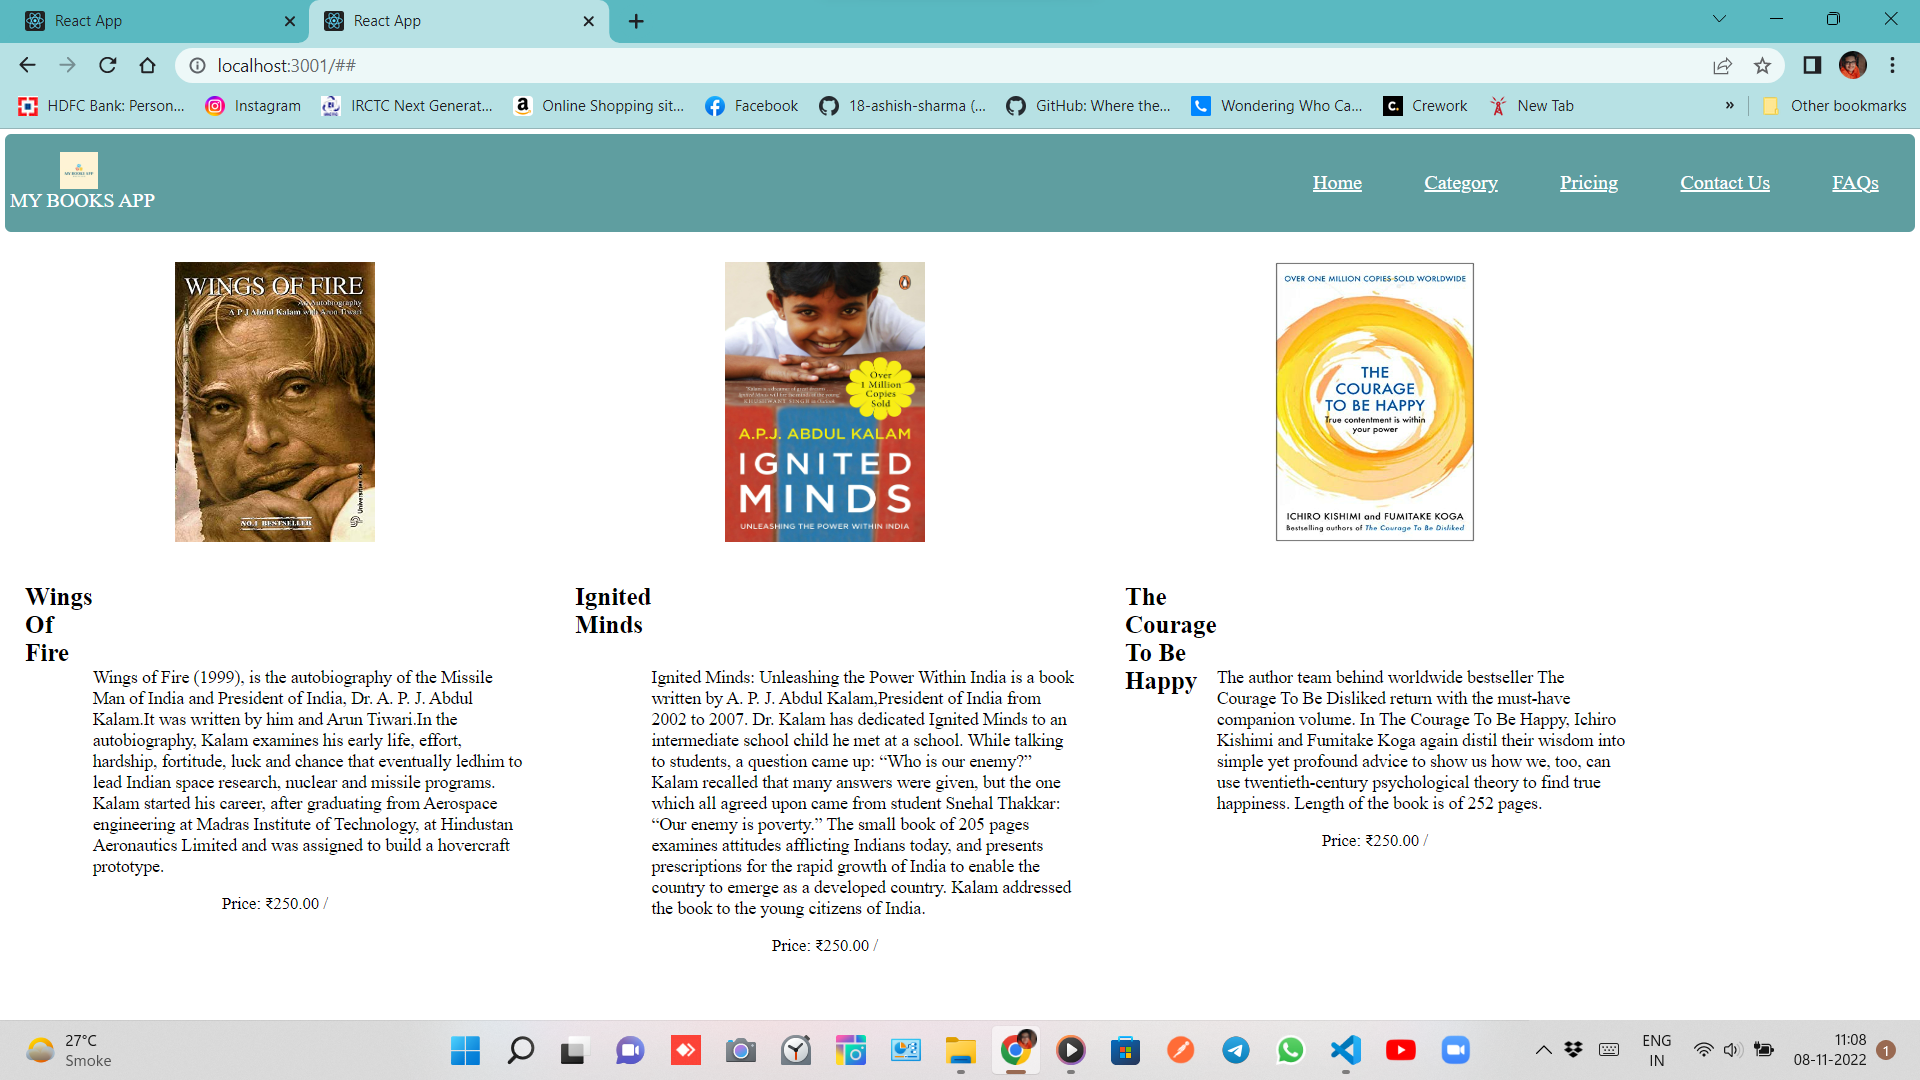 React App
React App
localhost:3001/##
HDFC Bank: Person...
Instagram
IRCTC Next Generat...
Online Shopping sit...
Facebook
18-ashish-sharma (...
GitHub: Where the...
Wondering Who Ca...
Crework
New Tab
»
Other bookmarks
MY BOOKS APP
Home
Category
Pricing
Contact Us
FAQs
WINGS OF FIRE
An Autobiography
A P J Abdul Kalam with Arun Tiwari
NO.1 BESTSELLER
Universities Press
Over
1 Million
Copies
Sold
A.P.J. ABDUL KALAM
IGNITED
MINDS
UNLEASHING THE POWER WITHIN INDIA
OVER ONE MILLION COPIES SOLD WORLDWIDE
THE
COURAGE
TO BE HAPPY
True contentment is within
your power
ICHIRO KISHIMI and FUMITAKE KOGA
Bestselling authors of The Courage To Be Disliked
Wings
Of
Fire
Wings of Fire (1999), is the autobiography of the Missile
Man of India and President of India, Dr. A. P. J. Abdul
Kalam.It was written by him and Arun Tiwari.In the
autobiography, Kalam examines his early life, effort,
hardship, fortitude, luck and chance that eventually ledhim to
lead Indian space research, nuclear and missile programs.
Kalam started his career, after graduating from Aerospace
engineering at Madras Institute of Technology, at Hindustan
Aeronautics Limited and was assigned to build a hovercraft
prototype.
Price: ₹250.00 /
Ignited
Minds
Ignited Minds: Unleashing the Power Within India is a book
written by A. P. J. Abdul Kalam,President of India from
2002 to 2007. Dr. Kalam has dedicated Ignited Minds to an
intermediate school child he met at a school. While talking
to students, a question came up: “Who is our enemy?”
Kalam recalled that many answers were given, but the one
which all agreed upon came from student Snehal Thakkar:
“Our enemy is poverty.” The small book of 205 pages
examines attitudes afflicting Indians today, and presents
prescriptions for the rapid growth of India to enable the
country to emerge as a developed country. Kalam addressed
the book to the young citizens of India.
Price: ₹250.00 /
The
Courage
To Be
Happy
The author team behind worldwide bestseller The
Courage To Be Disliked return with the must-have
companion volume. In The Courage To Be Happy, Ichiro
Kishimi and Fumitake Koga again distil their wisdom into
simple yet profound advice to show us how we, too, can
use twentieth-century psychological theory to find true
happiness. Length of the book is of 252 pages.
Price: ₹250.00 /
27°C
Smoke
ENG
IN
11:08
08-11-2022
1